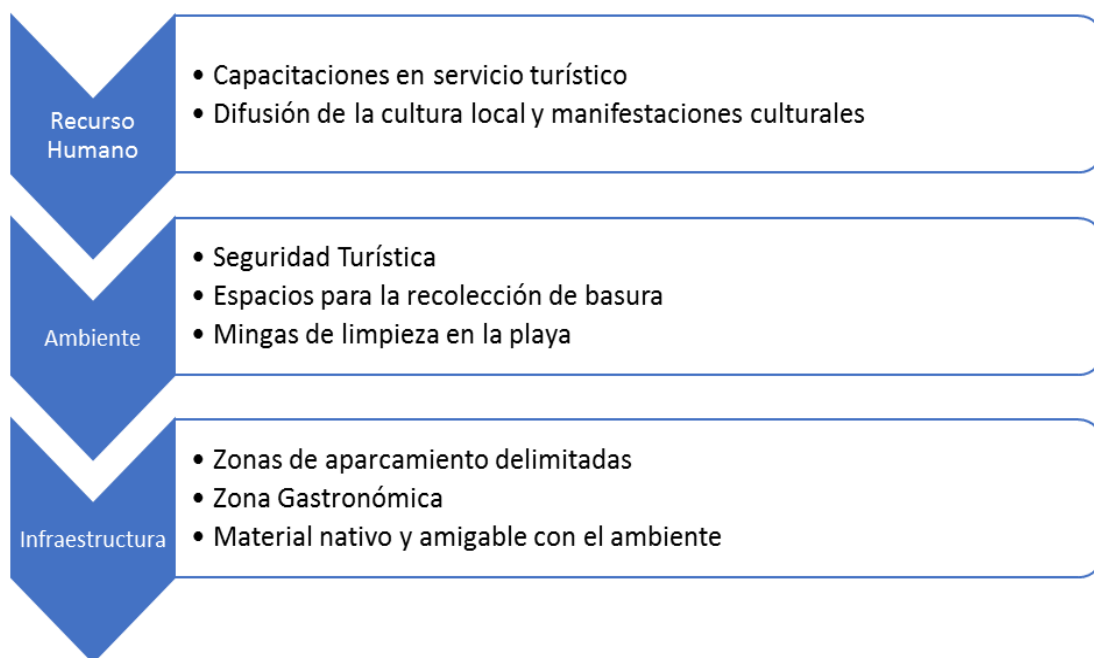 Recurso
Humano
• Capacitaciones en servicio turístico
• Difusión de la cultura local y manifestaciones culturales
Ambiente
• Seguridad Turística
• Espacios para la recolección de basura
• Mingas de limpieza en la playa
Infraestructura
• Zonas de aparcamiento delimitadas
• Zona Gastronómica
• Material nativo y amigable con el ambiente